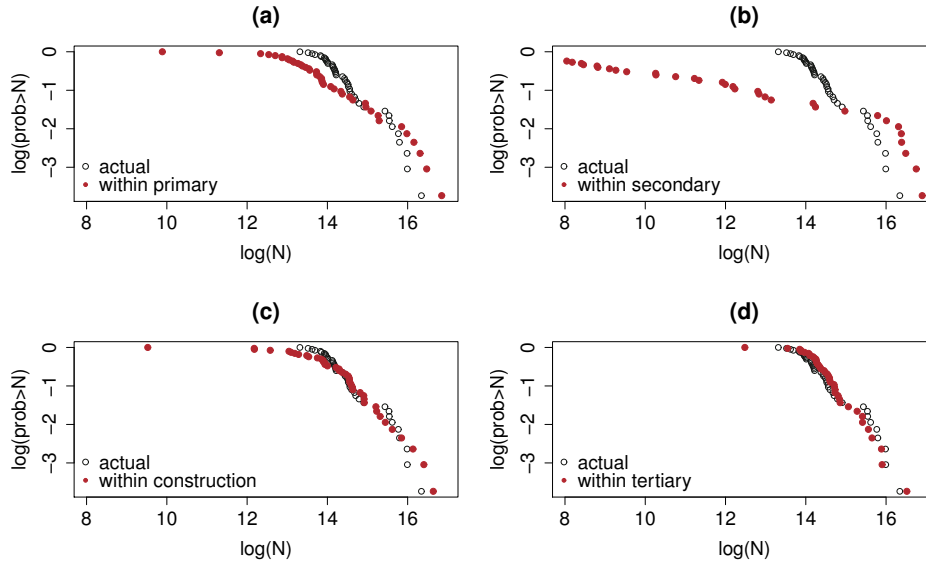 (a)
0
-1
-2
-3
log(prob>N)
actual
within primary
8 10 12 14 16
log(N)
(b)
0
-1
-2
-3
log(prob>N)
actual
within secondary
8 10 12 14 16
log(N)
(c)
0
-1
-2
-3
log(prob>N)
actual
within construction
8 10 12 14 16
log(N)
(d)
0
-1
-2
-3
log(prob>N)
actual
within tertiary
8 10 12 14 16
log(N)